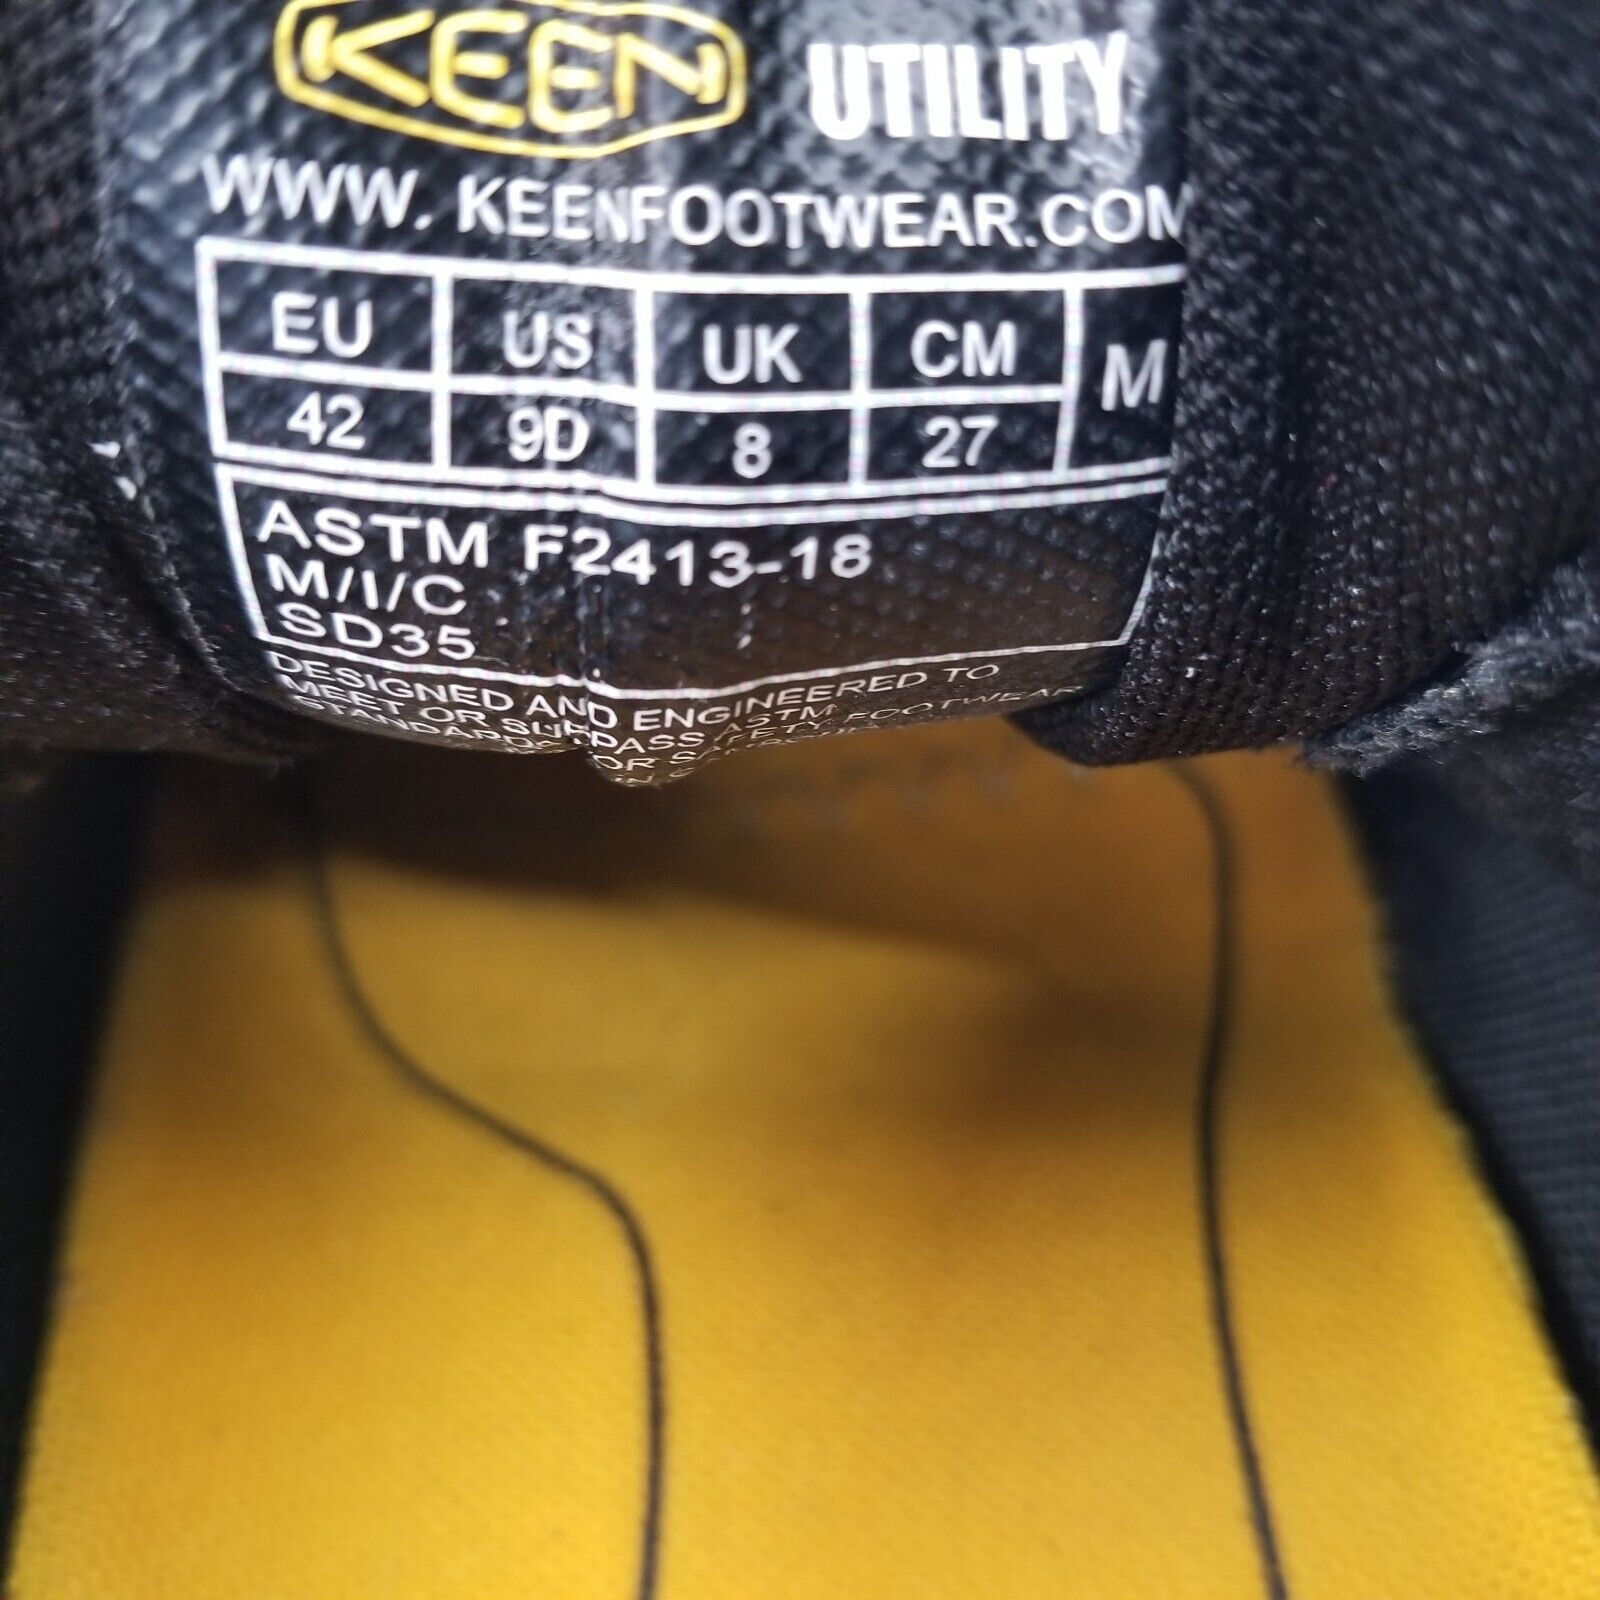 KEEN UTILITY
WWW. KEENFOOTWEAR.COM
EU US UK CM M
42 9D 8 27
ASTM F2413-18
M/I/C
SD35
DESIGNED AND ENGINEERED TO
MEET OR SURPASS ASTM
SAFETY FOOTWEAR